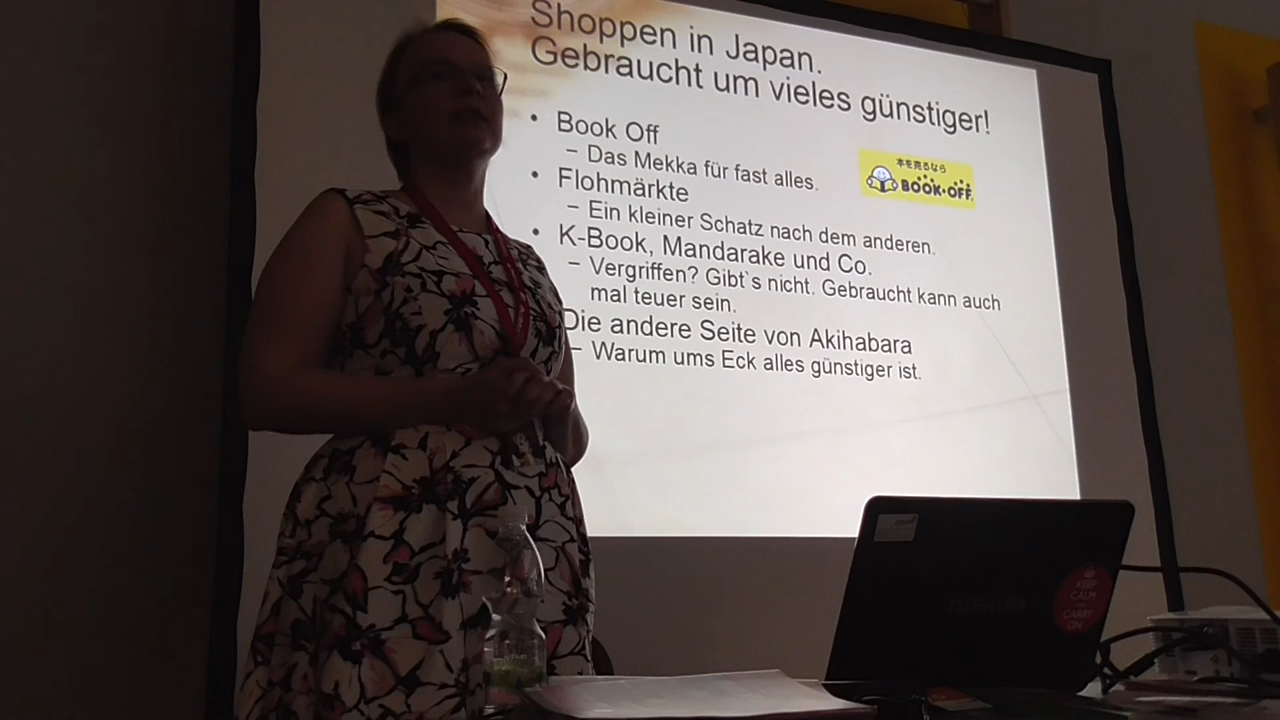 Shoppen in Japan.
Gebraucht um vieles günstiger!
• Book Off
– Das Mekka für fast alles.
本を売るなら
BOOK•OFF
• Flohmärkte
– Ein kleiner Schatz nach dem anderen.
• K-Book, Mandarake und Co.
– Vergriffen? Gibt`s nicht. Gebraucht kann auch
mal teuer sein.
Die andere Seite von Akihabara
– Warum ums Eck alles günstiger ist.
TOSHIBA
KEEP
CALM
AND
CARRY
ON